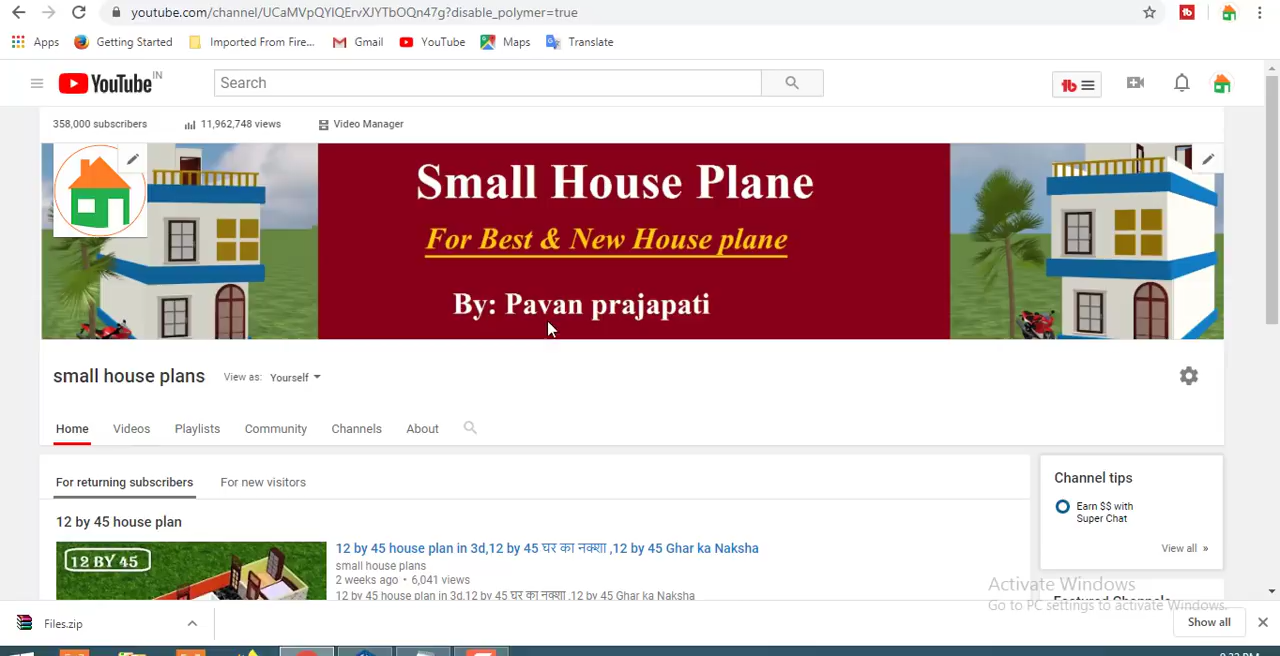 youtube.com/channel/UCaMVpQYlQErvXJYTbOQn47g?disable_polymer=true
Apps Getting Started Imported From Fire... Gmail YouTube Maps Translate
YouTube IN
Search
358,000 subscribers 11,962,748 views Video Manager
Small House Plane
For Best & New House plane
By: Pavan prajapati
small house plans View as: Yourself
Home Videos Playlists Community Channels About
For returning subscribers For new visitors
12 by 45 house plan
12 BY 45
12 by 45 house plan in 3d,12 by 45 घर का नक्शा ,12 by 45 Ghar ka Naksha
small house plans
2 weeks ago • 6,041 views
12 by 45 house plan in 3d,12 by 45 घर का नक्शा ,12 by 45 Ghar ka Naksha
Channel tips
Earn $$ with
Super Chat
View all »
Featured Channels
Activate Windows
Go to PC settings to activate Windows.
Files.zip
Show all